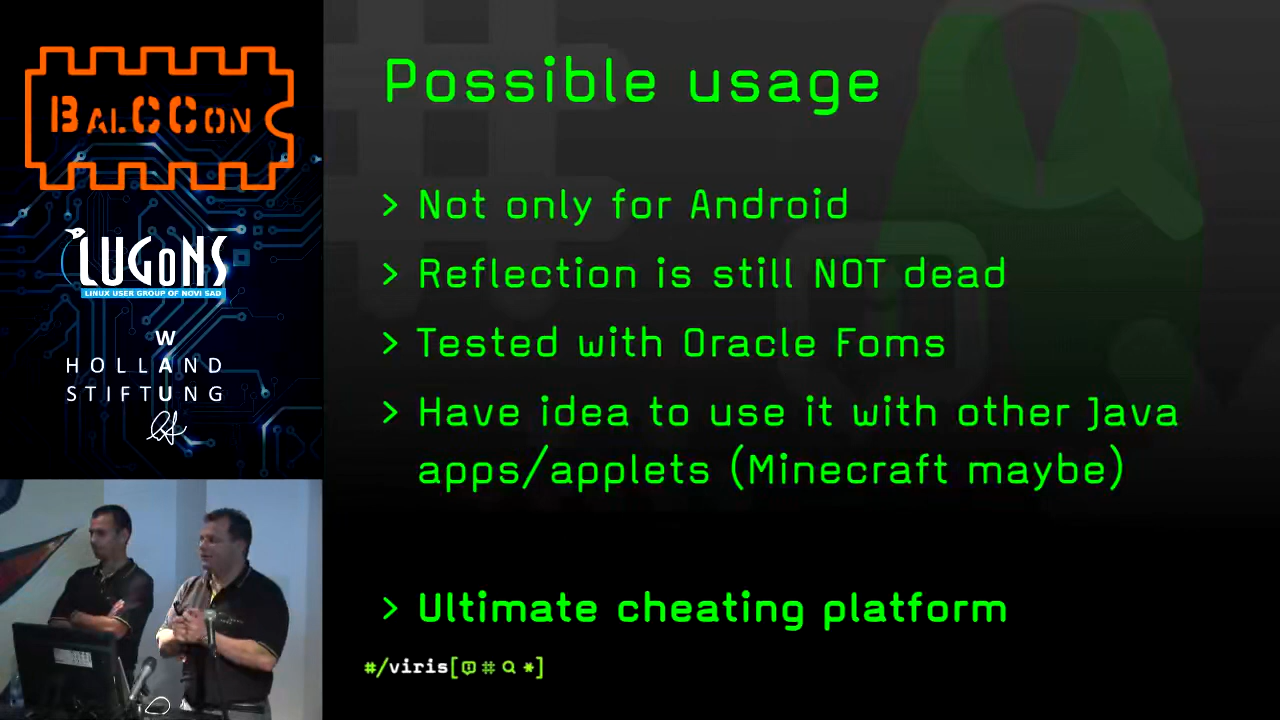 BALCCON
LUGoNS
LINUX USER GROUP OF NOVI SAD
W
HOLLAND
STIFTUNG
Possible usage
> Not only for Android
> Reflection is still NOT dead
> Tested with Oracle Foms
> Have idea to use it with other Java
apps/applets (Minecraft maybe)
> Ultimate cheating platform
#/viris[ # *]